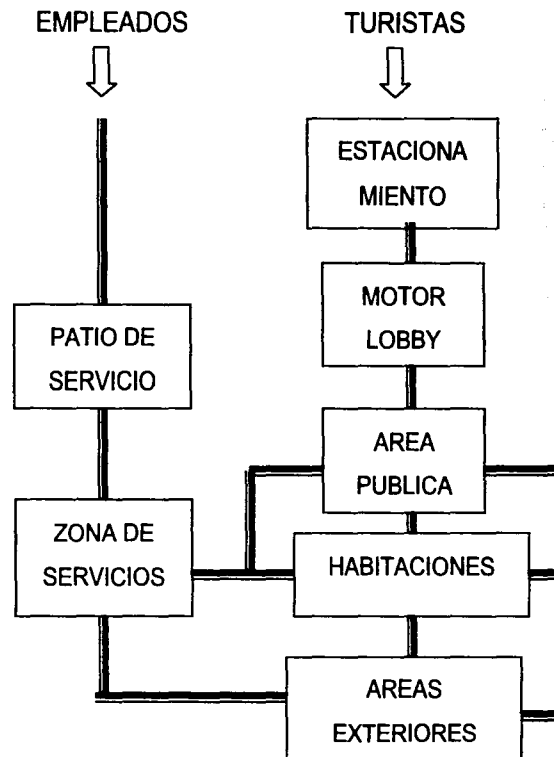 EMPLEADOS
TURISTAS
ESTACIONA
MIENTO
MOTOR
LOBBY
PATIO DE
SERVICIO
AREA
PUBLICA
ZONA DE
SERVICIOS
HABITACIONES
AREAS
EXTERIORES